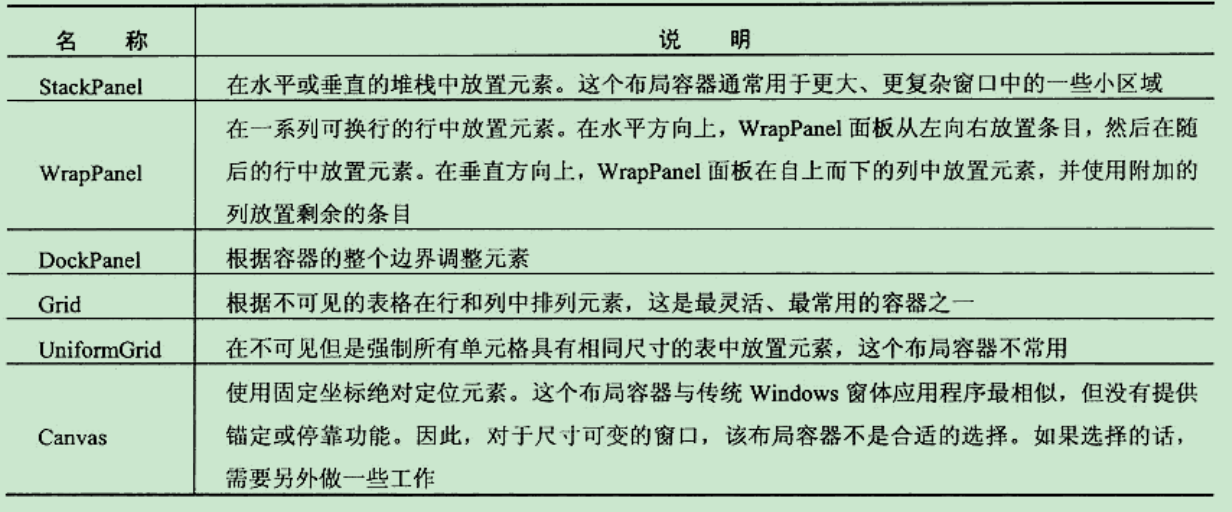 名 称 说 明
StackPanel 在水平或垂直的堆栈中放置元素。这个布局容器通常用于更大、更复杂窗口中的一些小区域
在一系列可换行的行中放置元素。在水平方向上，WrapPanel 面板从左向右放置条目，然后在随
WrapPanel 后的行中放置元素。在垂直方向上，WrapPanel 面板在自上而下的列中放置元素，并使用附加的
列放置剩余的条目
DockPanel 根据容器的整个边界调整元素
Grid 根据不可见的表格在行和列中排列元素，这是最灵活、最常用的容器之一
UniformGrid 在不可见但是强制所有单元格具有相同尺寸的表中放置元素，这个布局容器不常用
使用固定坐标绝对定位元素。这个布局容器与传统 Windows 窗体应用程序最相似，但没有提供
Canvas 锚定或停靠功能。因此，对于尺寸可变的窗口，该布局容器不是合适的选择。如果选择的话，
需要另外做一些工作